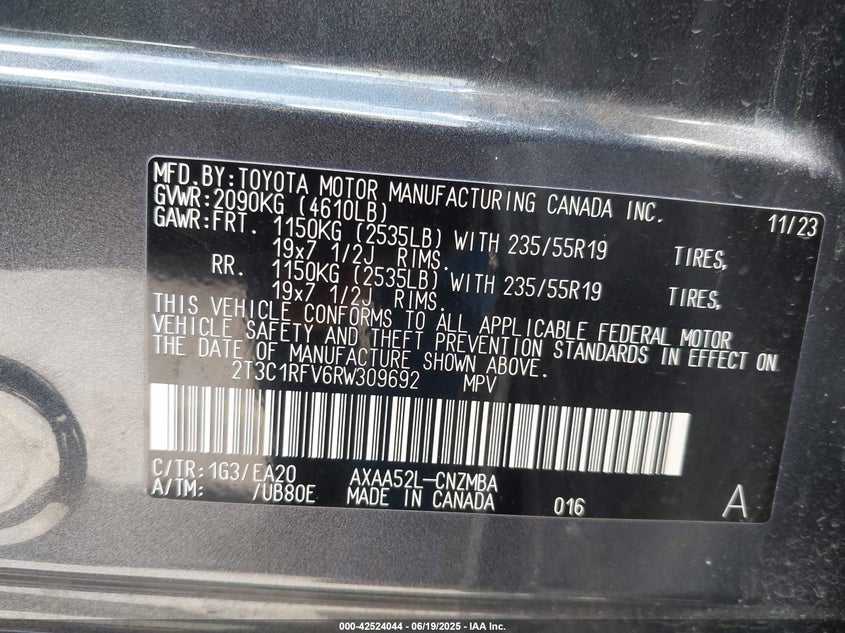 MFD.BY:TOYOTA MOTOR MANUFACTURING CANADA INC. 11/23
GVWR:2090KG (4610LB)
GAWR:FRT. 1150KG (2535LB) WITH 235/55R19 TIRES,
19x7 1/2J RIMS.
RR. 1150KG (2535LB) WITH 235/55R19 TIRES,
19x7 1/2J RIMS.
THIS VEHICLE CONFORMS TO ALL APPLICABLE FEDERAL MOTOR
VEHICLE SAFETY AND THEFT PREVENTION STANDARDS IN EFFECT ON
THE DATE OF MANUFACTURE SHOWN ABOVE.
2T3C1RFV6RW309692 MPV
C/TR:1G3/EA20 AXAA52L-CNZMBA
A/TM: /UB80E MADE IN CANADA 016 A
000-42524044 - 06/19/2025 - IAA Inc.